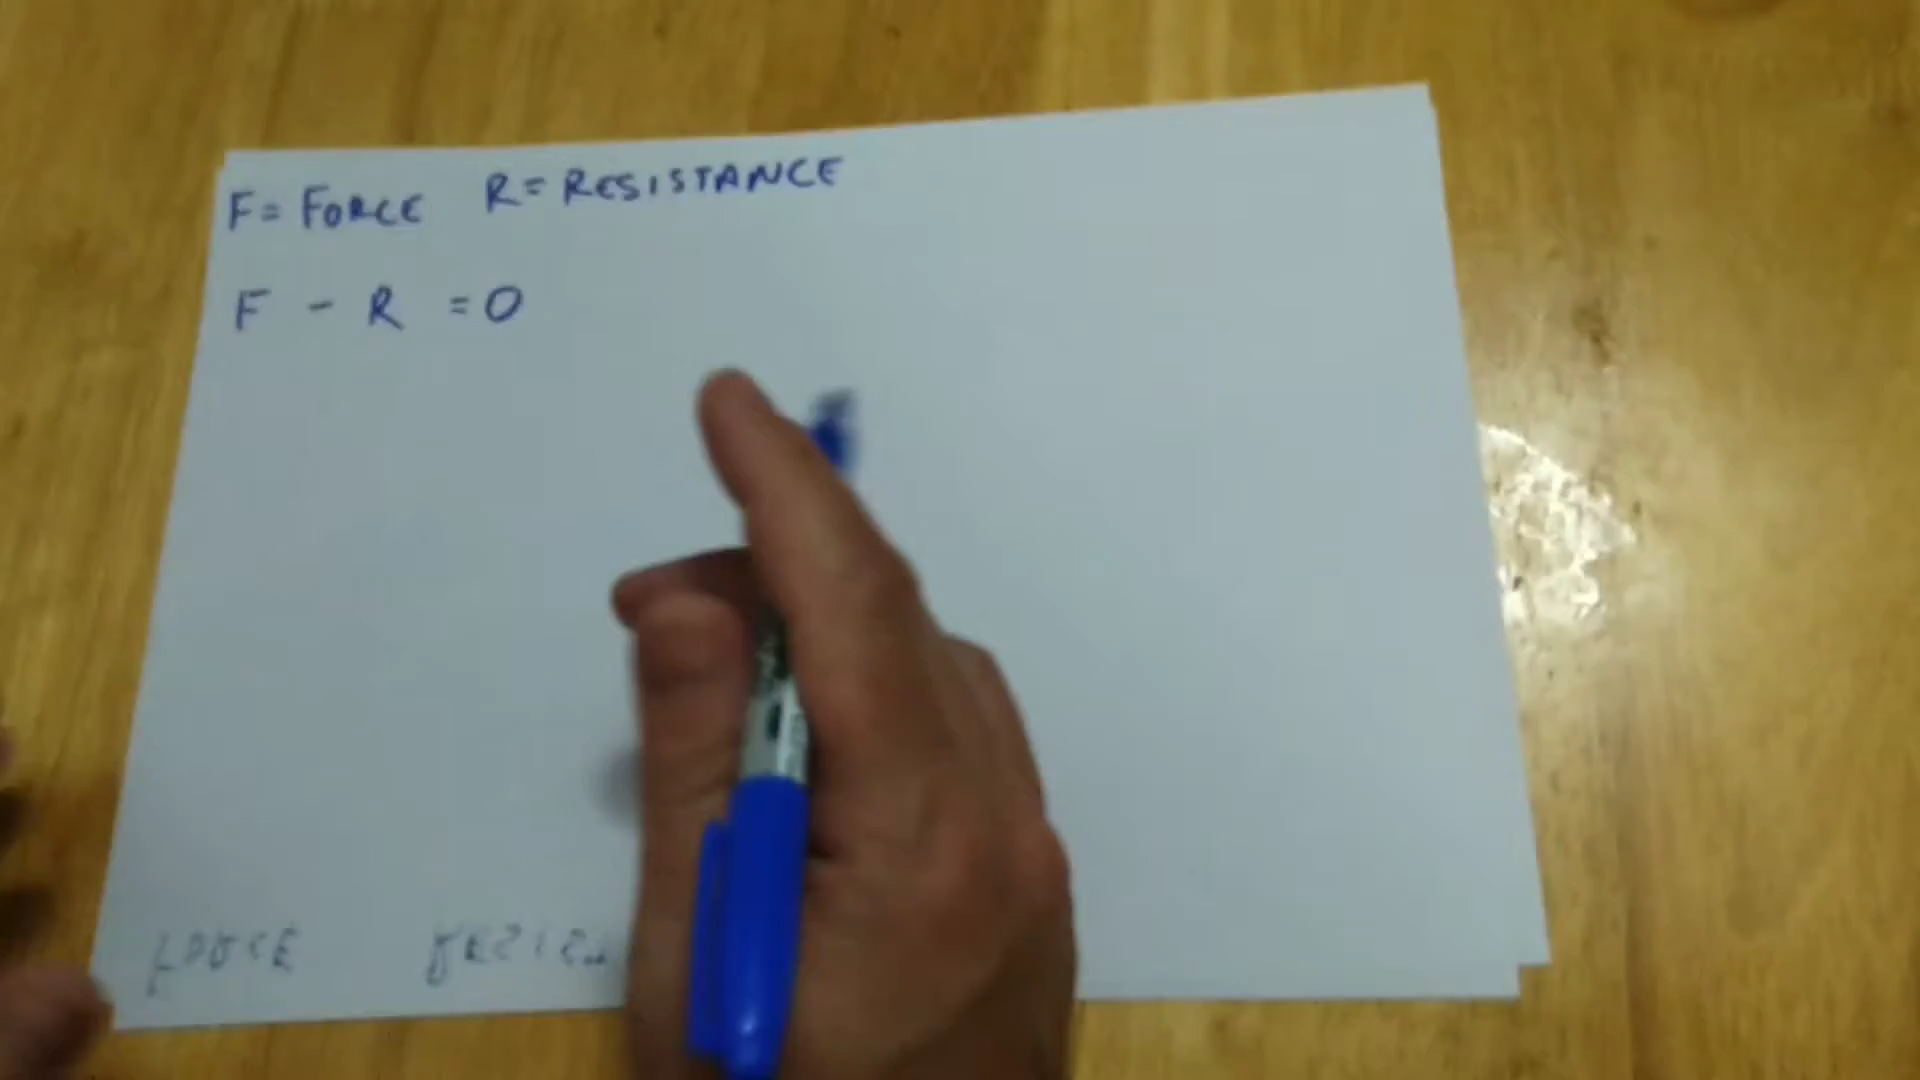 F = FORCE R = RESISTANCE
F - R = 0